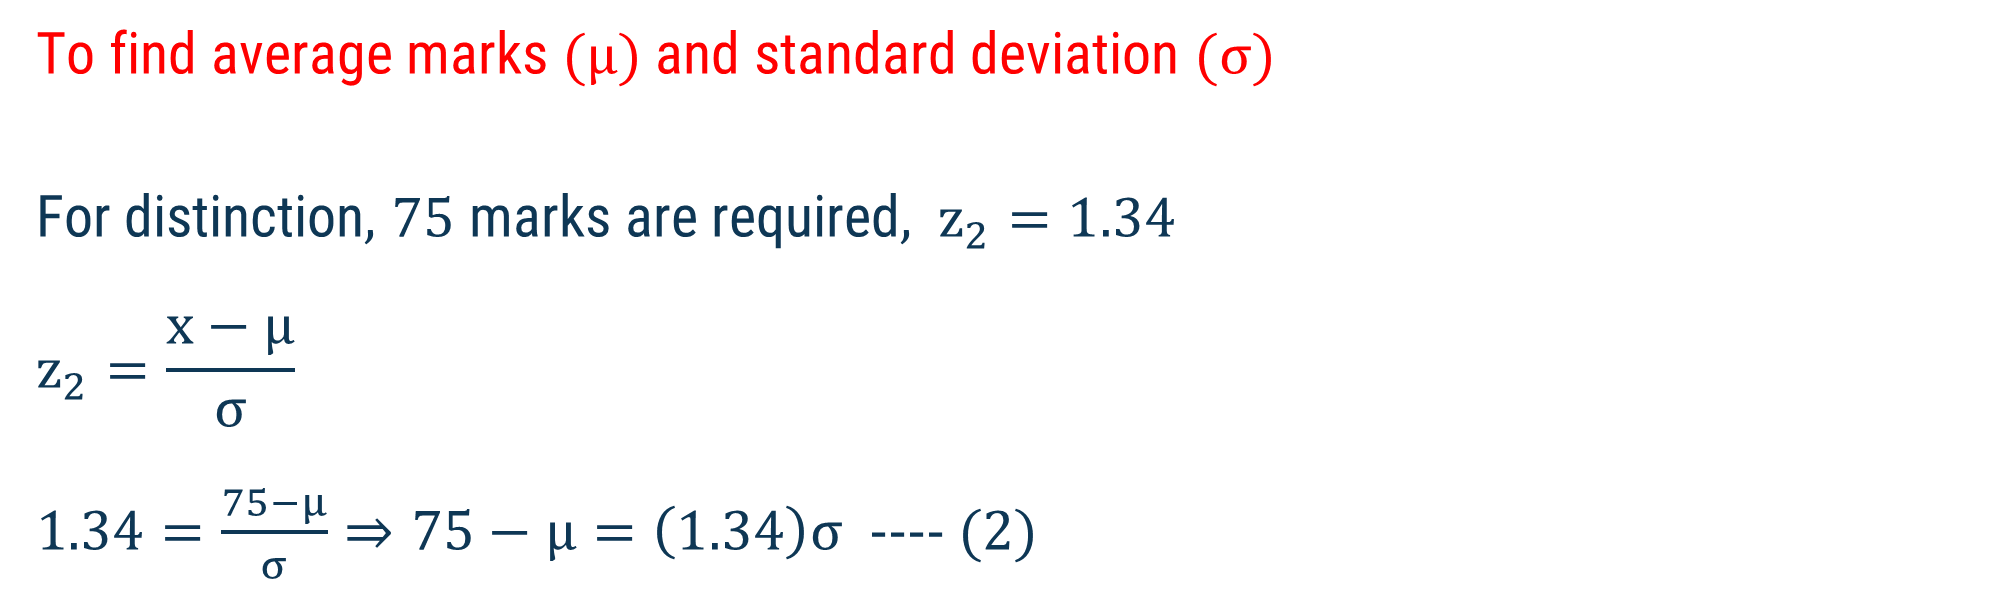 To find average marks (μ) and standard deviation (σ)
For distinction, 75 marks are required, z₂ = 1.34
z₂ = (x − μ)/σ
1.34 = (75−μ)/σ ⇒ 75 − μ = (1.34)σ ---- (2)